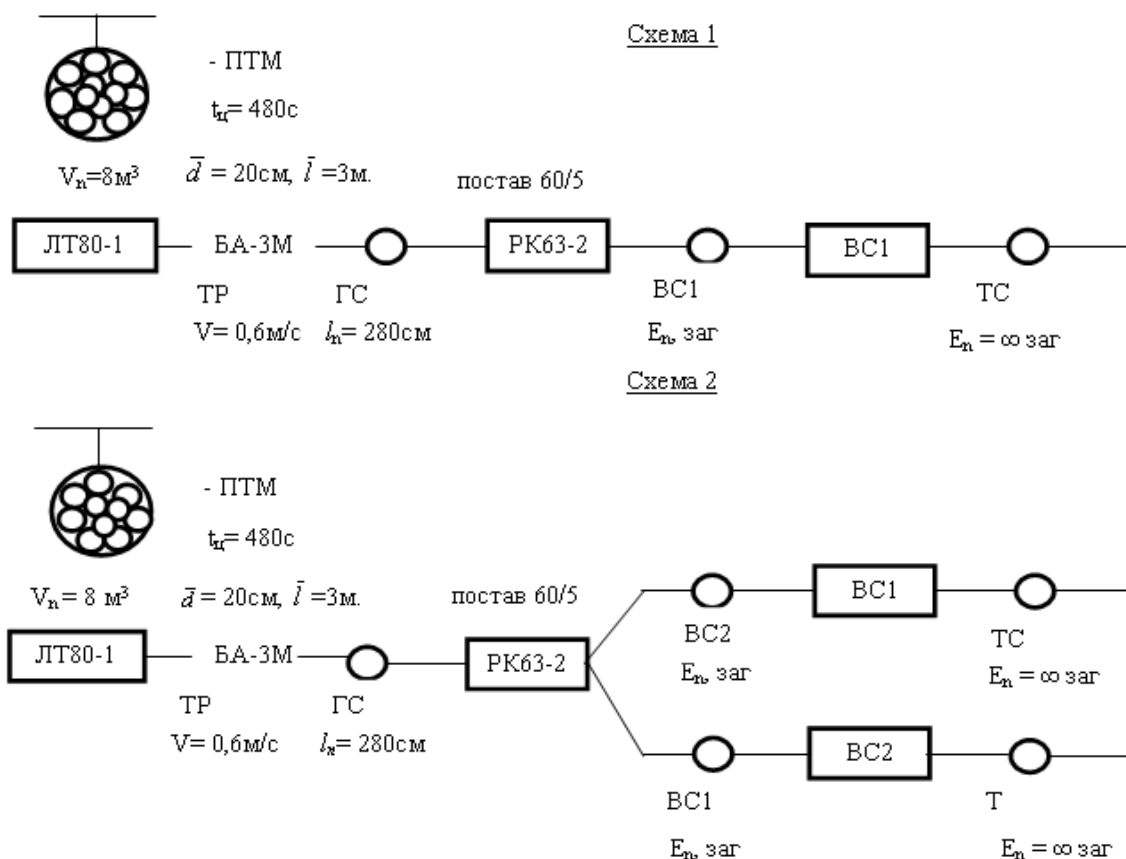 Схема 1
- ПТМ
tц= 480с
Vп=8м³ d̄ = 20см, l̄ =3м. постав 60/5
ЛТ80-1 БА-3М РК63-2 ВС1
ТР ГС ВС1 ТС
V= 0,6м/с lп= 280см Eп, заг Eп = ∞ заг
Схема 2
- ПТМ
tц= 480с
Vп = 8 м³ d̄ = 20см, l̄ =3м. постав 60/5 ВС1
ВС2 ТС
ЛТ80-1 БА-3М РК63-2 Eп, заг Eп = ∞ заг
ТР ГС
V= 0,6м/с lп= 280см ВС2
ВС1 Т
Eп, заг Eп = ∞ заг